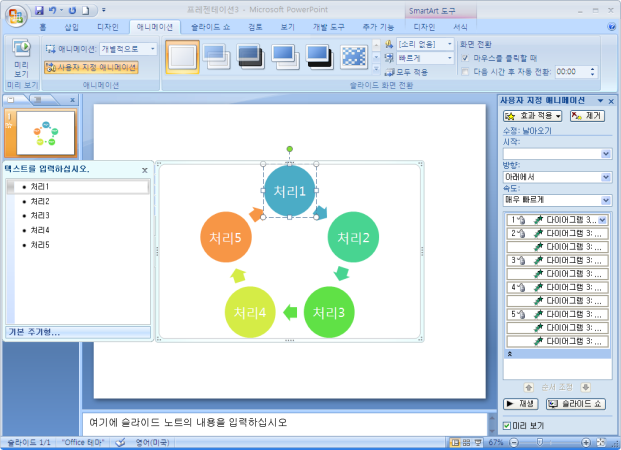 프레젠테이션3 - Microsoft PowerPoint
SmartArt 도구
홈 삽입 디자인 애니메이션 슬라이드 쇼 검토 보기 개발 도구 추가 기능 디자인 서식
미리 보기
애니메이션: 개별적으로
사용자 지정 애니메이션
[소리 없음]
빠르게
모두 적용
화면 전환
마우스를 클릭할 때
다음 시간 후 자동 전환: 00:00
미리 보기
애니메이션
슬라이드 화면 전환
1
텍스트를 입력하십시오.
처리1
처리2
처리3
처리4
처리5
기본 주기형...
처리1
처리2
처리3
처리4
처리5
사용자 지정 애니메이션
효과 적용
제거
수정: 날아오기
시작:
방향:
아래에서
속도:
매우 빠르게
1 다이어그램 3...
2 다이어그램 3: ...
다이어그램 3: ...
3 다이어그램 3: ...
다이어그램 3: ...
4 다이어그램 3: ...
다이어그램 3: ...
5 다이어그램 3: ...
다이어그램 3: ...
순서 조정
재생
슬라이드 쇼
미리 보기
여기에 슬라이드 노트의 내용을 입력하십시오
슬라이드 1/1 "Office 테마" 영어(미국) 67%